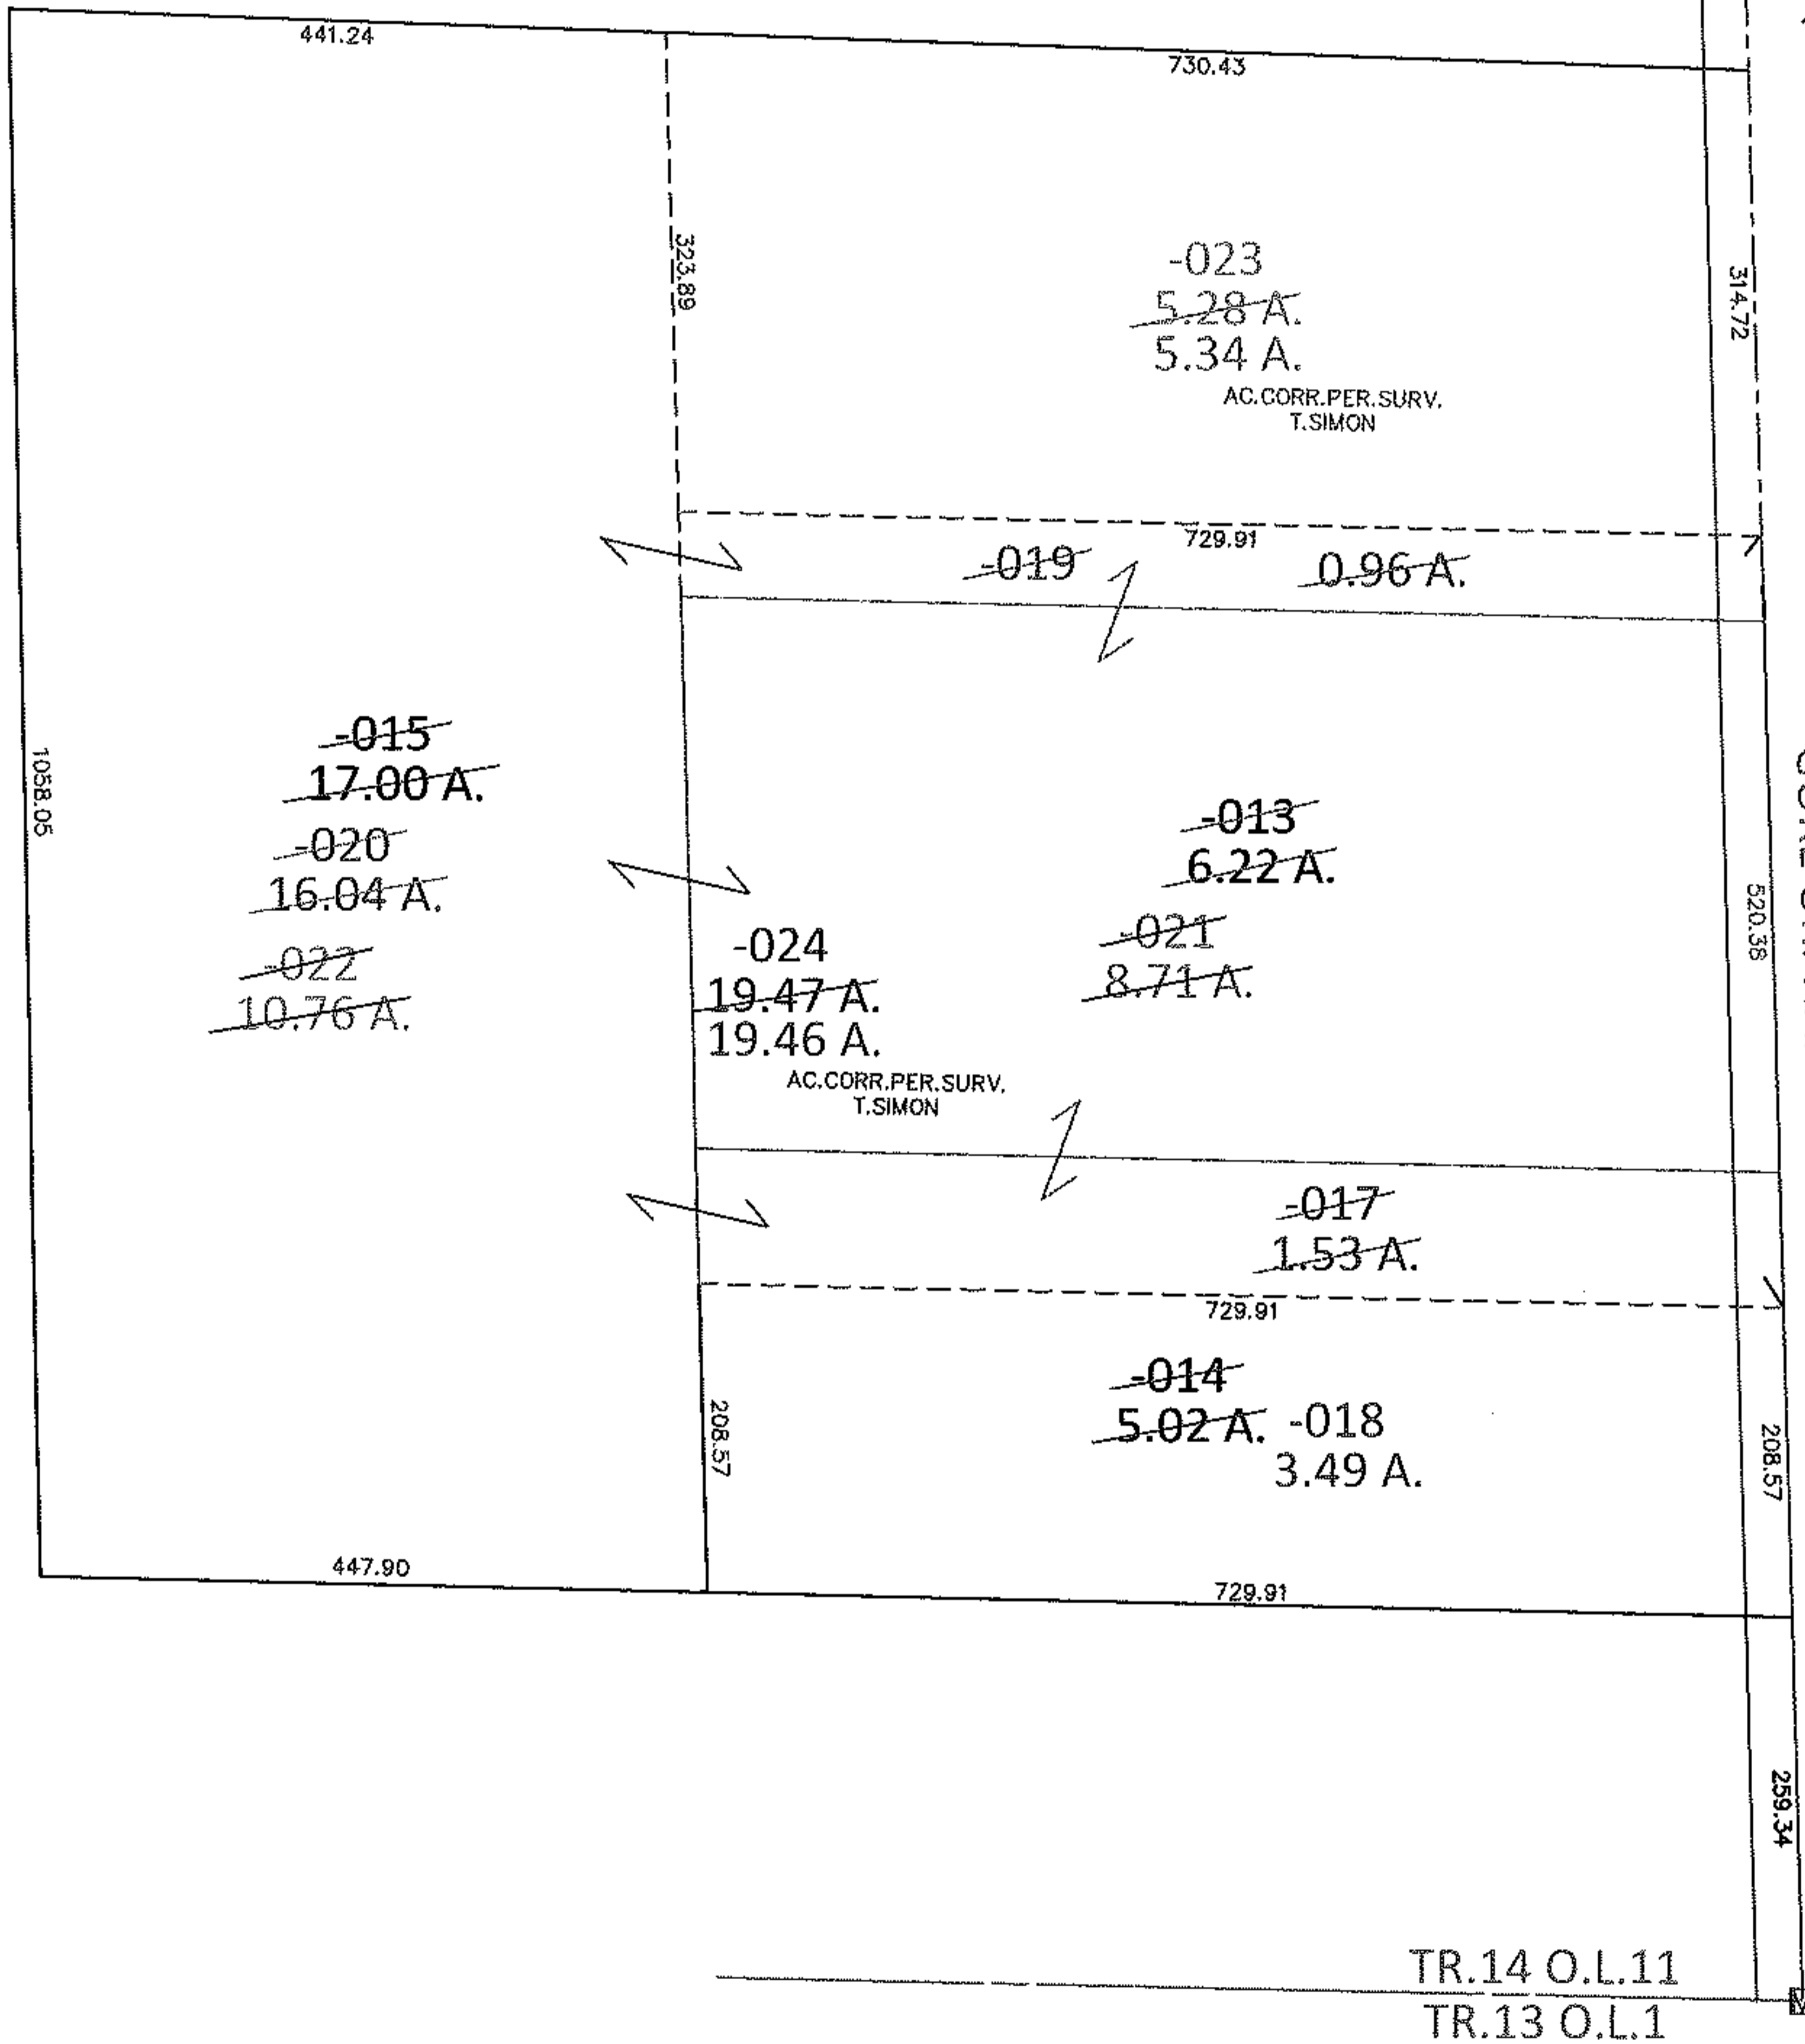 441.24
730.43
323.89
314.72
-023
5.28 A.
5.34 A.
AC.CORR.PER.SURV.
T.SIMON
729.91
-019
0.96 A.
1058.05
-015
17.00 A.
-020
16.04 A.
-022
10.76 A.
-013
6.22 A.
-021
8.71 A.
520.38
-024
19.47 A.
19.46 A.
AC.CORR.PER.SURV.
T.SIMON
-017
1.53 A.
729.91
-014
5.02 A.
-018
3.49 A.
208.57
208.57
447.90
729.91
259.34
TR.14 O.L.11
TR.13 O.L.1